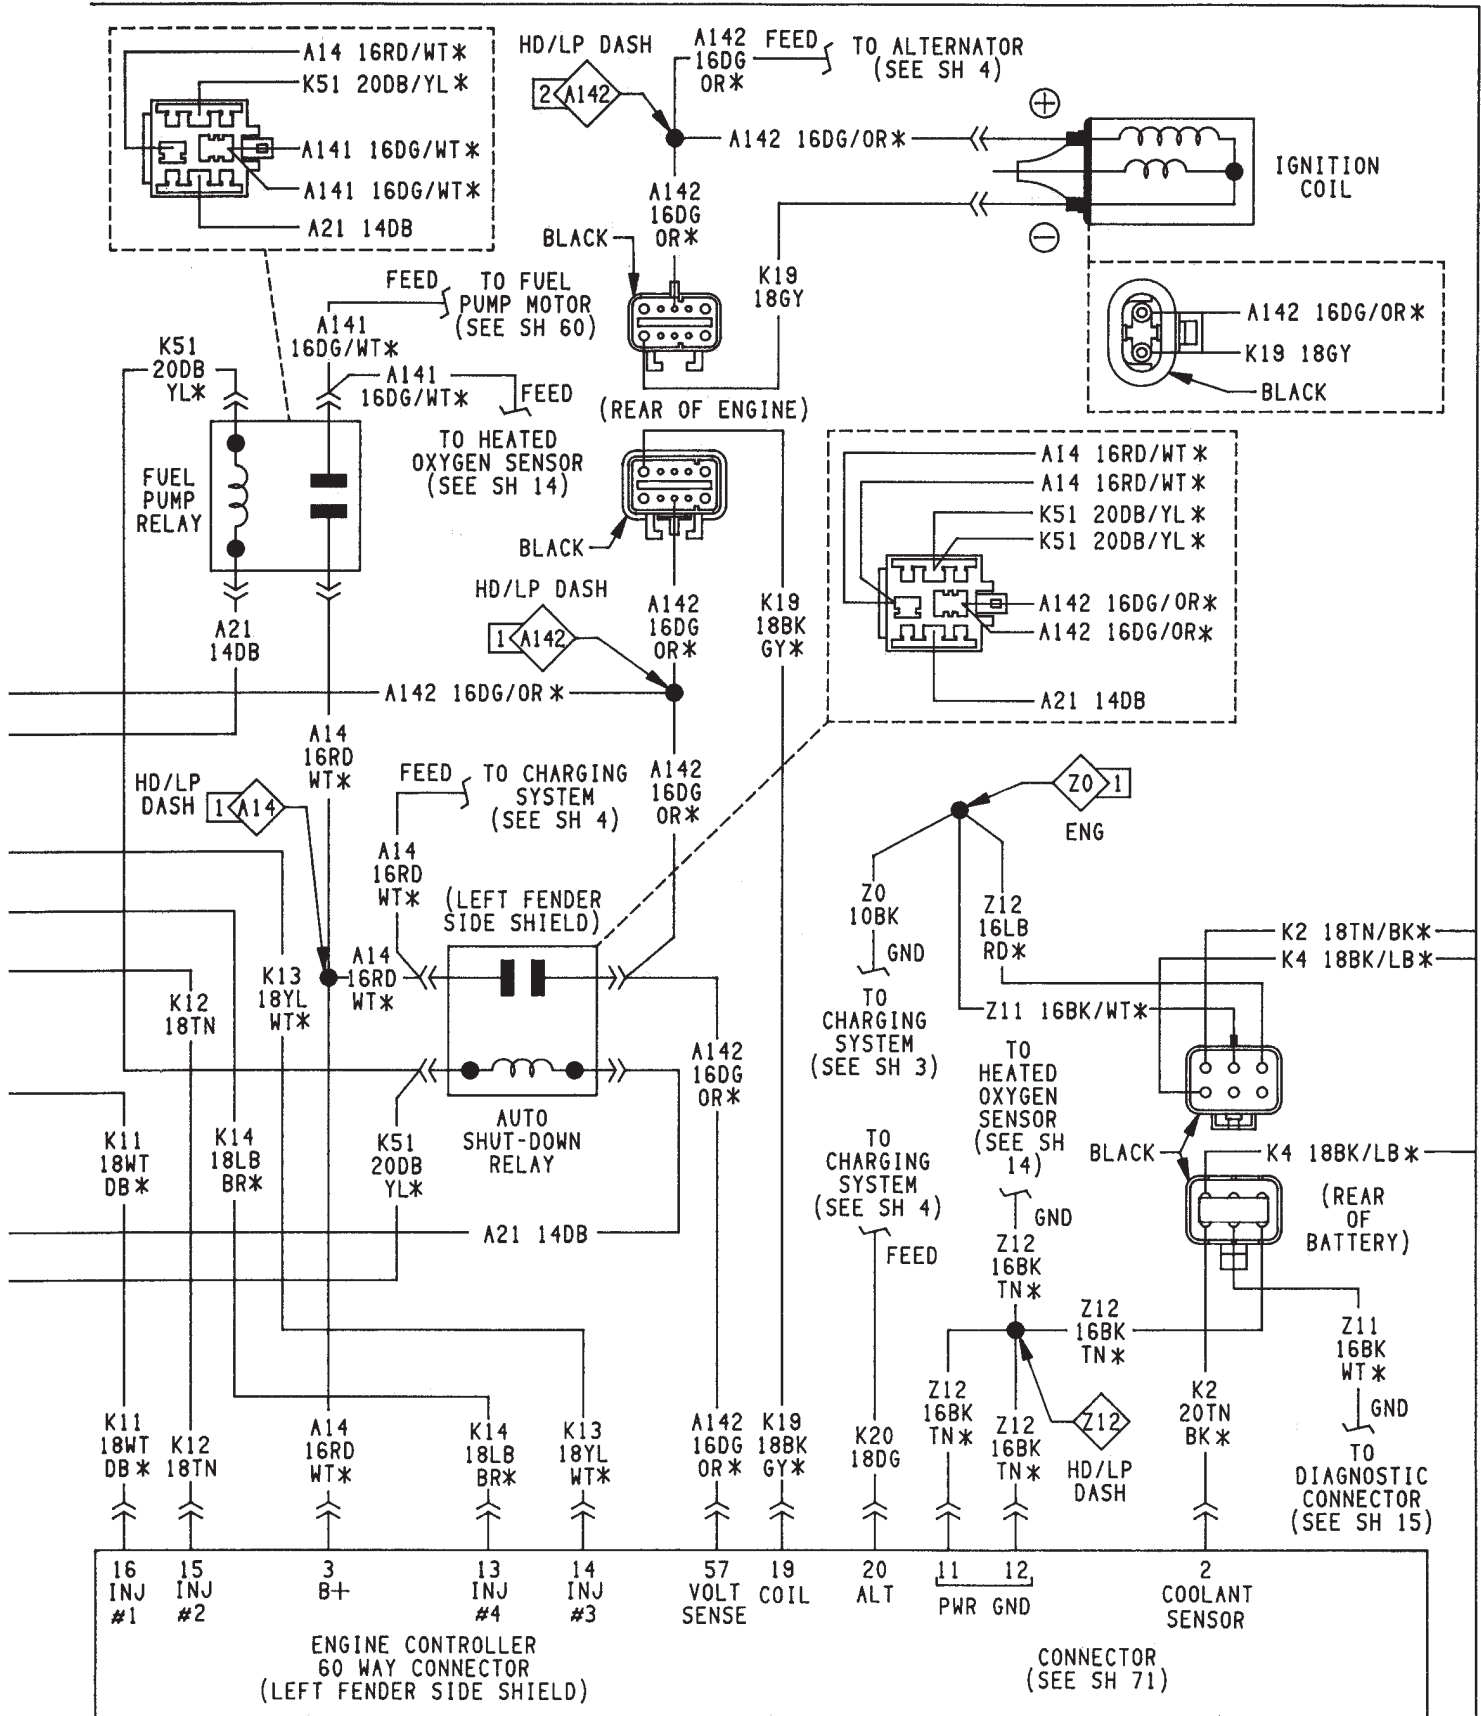 A14 16RD/WT*
K51 20DB/YL*
A141 16DG/WT*
A141 16DG/WT*
A21 14DB
HD/LP DASH
2
A142
A142
16DG
OR*
FEED
TO ALTERNATOR
(SEE SH 4)
A142 16DG/OR*
+
−
IGNITION
COIL
A142
16DG
OR*
BLACK
K19
18GY
A142 16DG/OR*
K19 18GY
BLACK
FEED
TO FUEL
PUMP MOTOR
(SEE SH 60)
A141
16DG/WT*
K51
20DB
YL*
A141
16DG/WT*
FEED
(REAR OF ENGINE)
TO HEATED
OXYGEN SENSOR
(SEE SH 14)
FUEL
PUMP
RELAY
BLACK
A14 16RD/WT*
A14 16RD/WT*
K51 20DB/YL*
K51 20DB/YL*
A142 16DG/OR*
A142 16DG/OR*
A21 14DB
HD/LP DASH
1
A142
A142
16DG
OR*
K19
18BK
GY*
A21
14DB
A142 16DG/OR*
A14
16RD
WT*
HD/LP
DASH
1
A14
FEED
TO CHARGING
SYSTEM
(SEE SH 4)
A142
16DG
OR*
Z0
1
ENG
A14
16RD
WT*
(LEFT FENDER
SIDE SHIELD)
Z0
10BK
GND
Z12
16LB
RD*
K2 18TN/BK*
K4 18BK/LB*
K12
18TN
K13
18YL
WT*
A14
16RD
WT*
TO
CHARGING
SYSTEM
(SEE SH 3)
Z11 16BK/WT*
A142
16DG
OR*
TO
HEATED
OXYGEN
SENSOR
(SEE SH
14)
AUTO
SHUT-DOWN
RELAY
K11
18WT
DB*
K14
18LB
BR*
K51
20DB
YL*
TO
CHARGING
SYSTEM
(SEE SH 4)
BLACK
K4 18BK/LB*
(REAR
OF
BATTERY)
A21 14DB
FEED
GND
Z12
16BK
TN*
Z12
16BK
TN*
Z11
16BK
WT*
GND
K11
18WT
DB*
K12
18TN
A14
16RD
WT*
K14
18LB
BR*
K13
18YL
WT*
A142
16DG
OR*
K19
18BK
GY*
K20
18DG
Z12
16BK
TN*
Z12
16BK
TN*
Z12
HD/LP
DASH
K2
20TN
BK*
TO
DIAGNOSTIC
CONNECTOR
(SEE SH 15)
16
INJ
#1
15
INJ
#2
3
B+
13
INJ
#4
14
INJ
#3
57
VOLT
SENSE
19
COIL
20
ALT
11
12
PWR GND
2
COOLANT
SENSOR
ENGINE CONTROLLER
60 WAY CONNECTOR
(LEFT FENDER SIDE SHIELD)
CONNECTOR
(SEE SH 71)